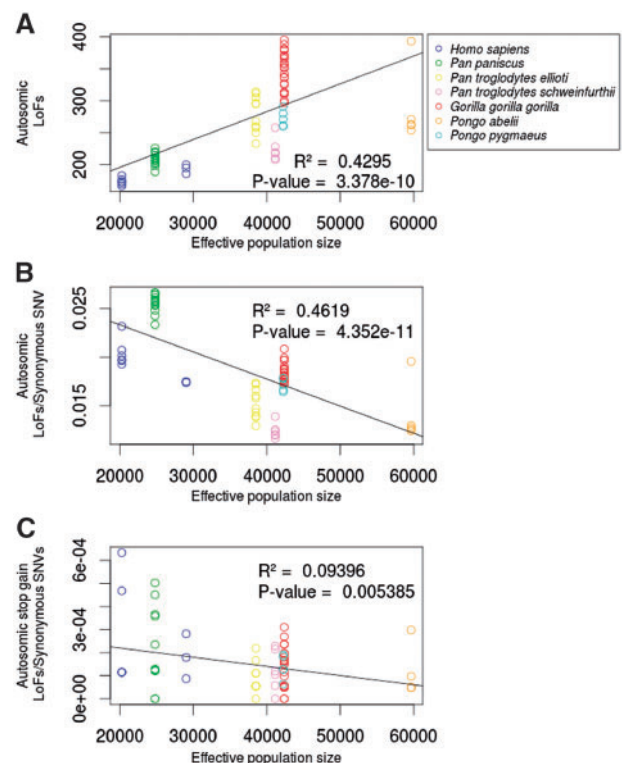 A
Autosomic
LoFs
400
300
200
R² = 0.4295
P-value = 3.378e-10
20000 30000 40000 50000 60000
Effective population size
Homo sapiens
Pan paniscus
Pan troglodytes ellioti
Pan troglodytes schweinfurthii
Gorilla gorilla gorilla
Pongo abelii
Pongo pygmaeus
B
Autosomic
LoFs/Synonymous SNV
0.025
0.015
R² = 0.4619
P-value = 4.352e-11
20000 30000 40000 50000 60000
Effective population size
C
Autosomic stop gain
LoFs/Synonymous SNVs
6e-04
3e-04
0e+00
R² = 0.09396
P-value = 0.005385
20000 30000 40000 50000 60000
Effective population size